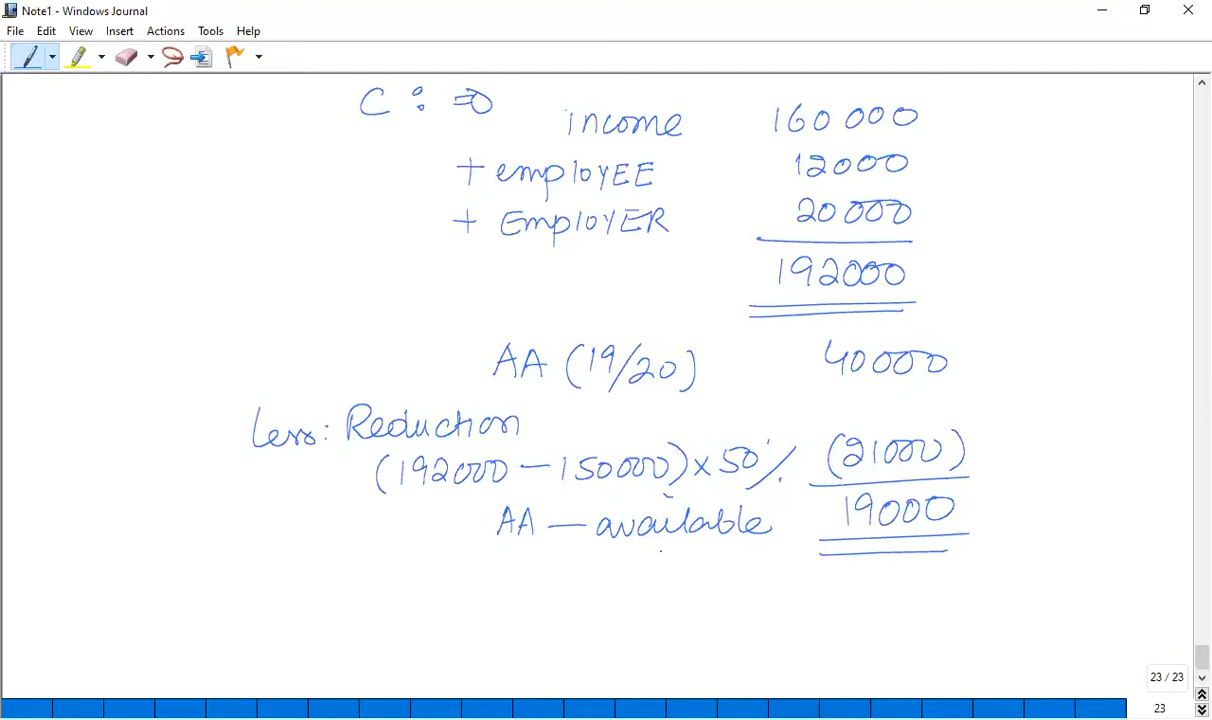 Note1 - Windows Journal
File Edit View Insert Actions Tools Help
C : ⇒ income 160 000
+ employEE 12000
+ EmployER 20000
192000
AA (19/20) 40000
Less: Reduction
(192000 - 150000) x 50% (21000)
AA - available 19000
23 / 23
23